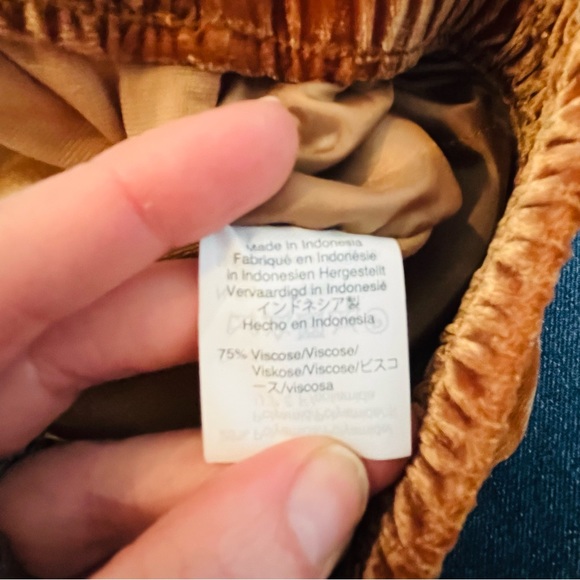 Made in Indonesia
Fabriqué en Indonésie
in Indonesien Hergestellt
Vervaardigd in Indonesië
インドネシア製
Hecho en Indonesia
75% Viscose/Viscose/
Viskose/Viscose/ビスコ
ース/viscosa